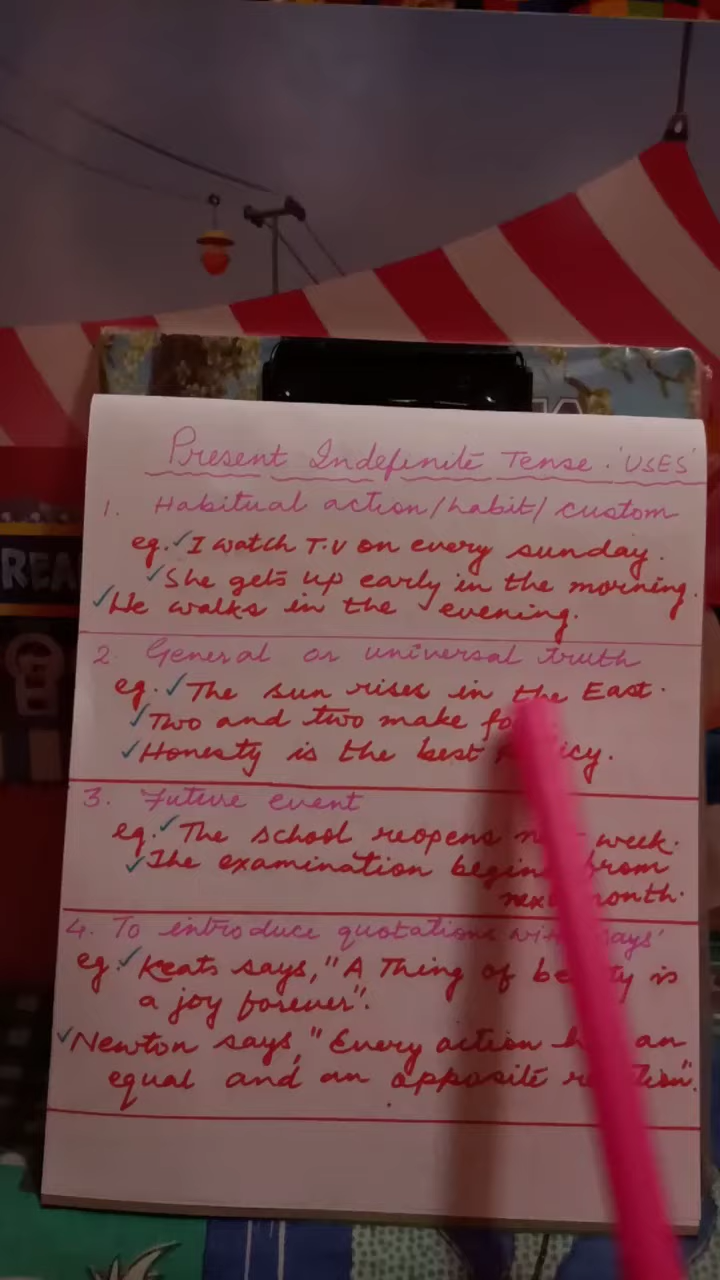 Present Indefinite Tense. 'USES'
1. Habitual action/habit/custom
eg. ✓I watch T.V on every sunday.
✓She gets up early in the morning.
✓He walks in the evening.
2. General or universal truth
eg. ✓The sun rises in the East.
✓Two and two make
✓Honesty is the best
3. Future event
eg. ✓The school reopens week.
✓The examination from
4. To introduce quotations
eg. ✓Keats says, "A Thing of is
a joy forever".
✓Newton says, "Every action an
equal and an opposite
REA